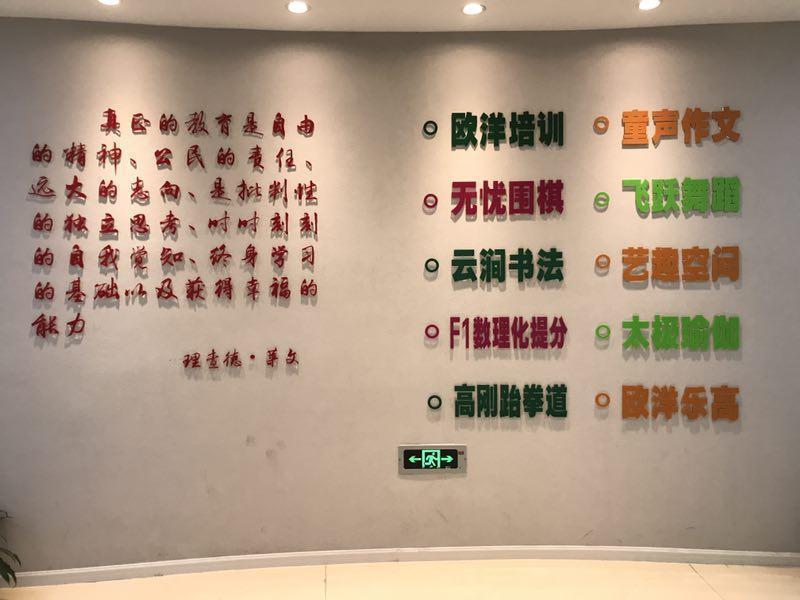 真正的教育是自由
的精神、公民的责任、
远大的志向、是批判性
的独立思考、时时刻刻
的自我觉知、终身学习
的基础以及获得幸福的
能力
理查德·莱文
欧洋培训
无忧围棋
云涧书法
F1数理化提分
高刚跆拳道
童声作文
飞跃舞蹈
艺趣空间
太极瑜伽
欧洋乐高